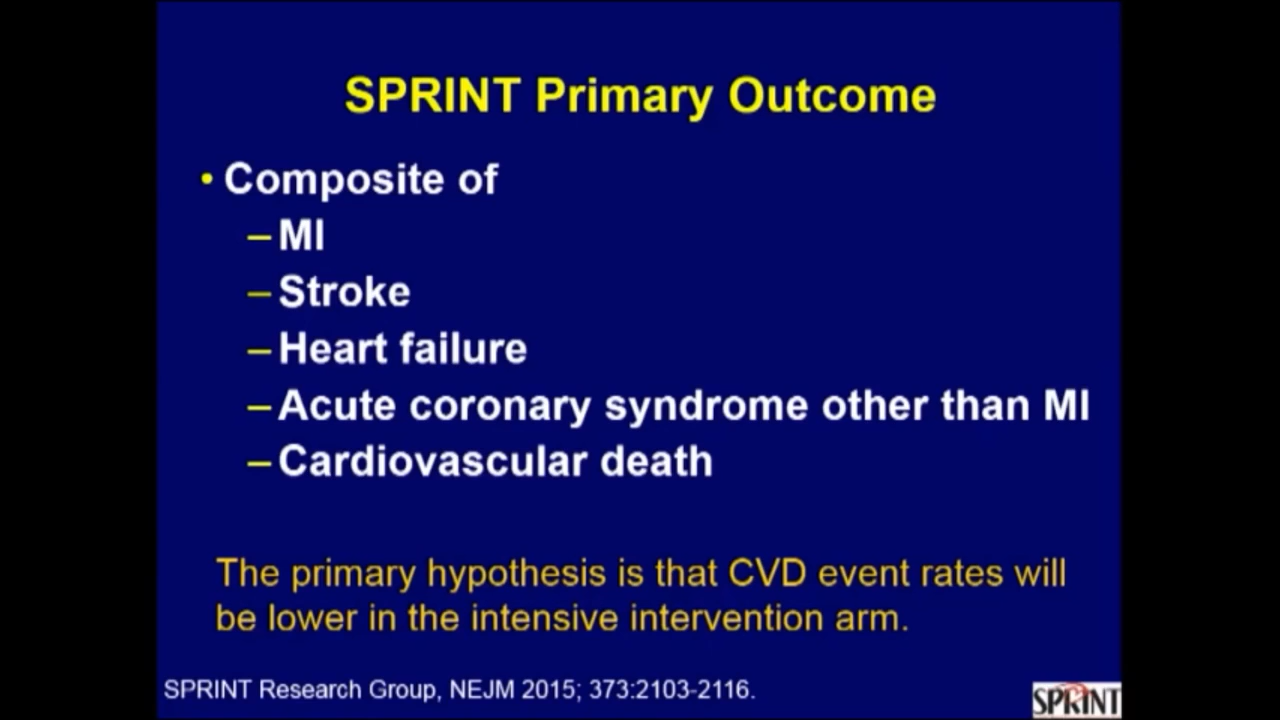 SPRINT Primary Outcome
• Composite of
– MI
– Stroke
– Heart failure
– Acute coronary syndrome other than MI
– Cardiovascular death
The primary hypothesis is that CVD event rates will
be lower in the intensive intervention arm.
SPRINT Research Group, NEJM 2015; 373:2103-2116.
SPRINT